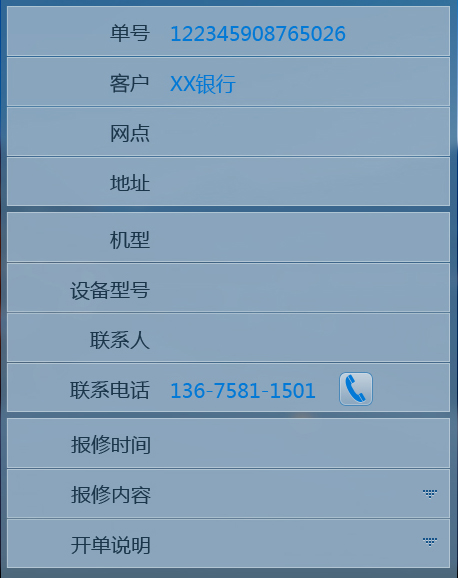 单号 122345908765026
客户 XX银行
网点
地址
机型
设备型号
联系人
联系电话 136-7581-1501
报修时间
报修内容
开单说明